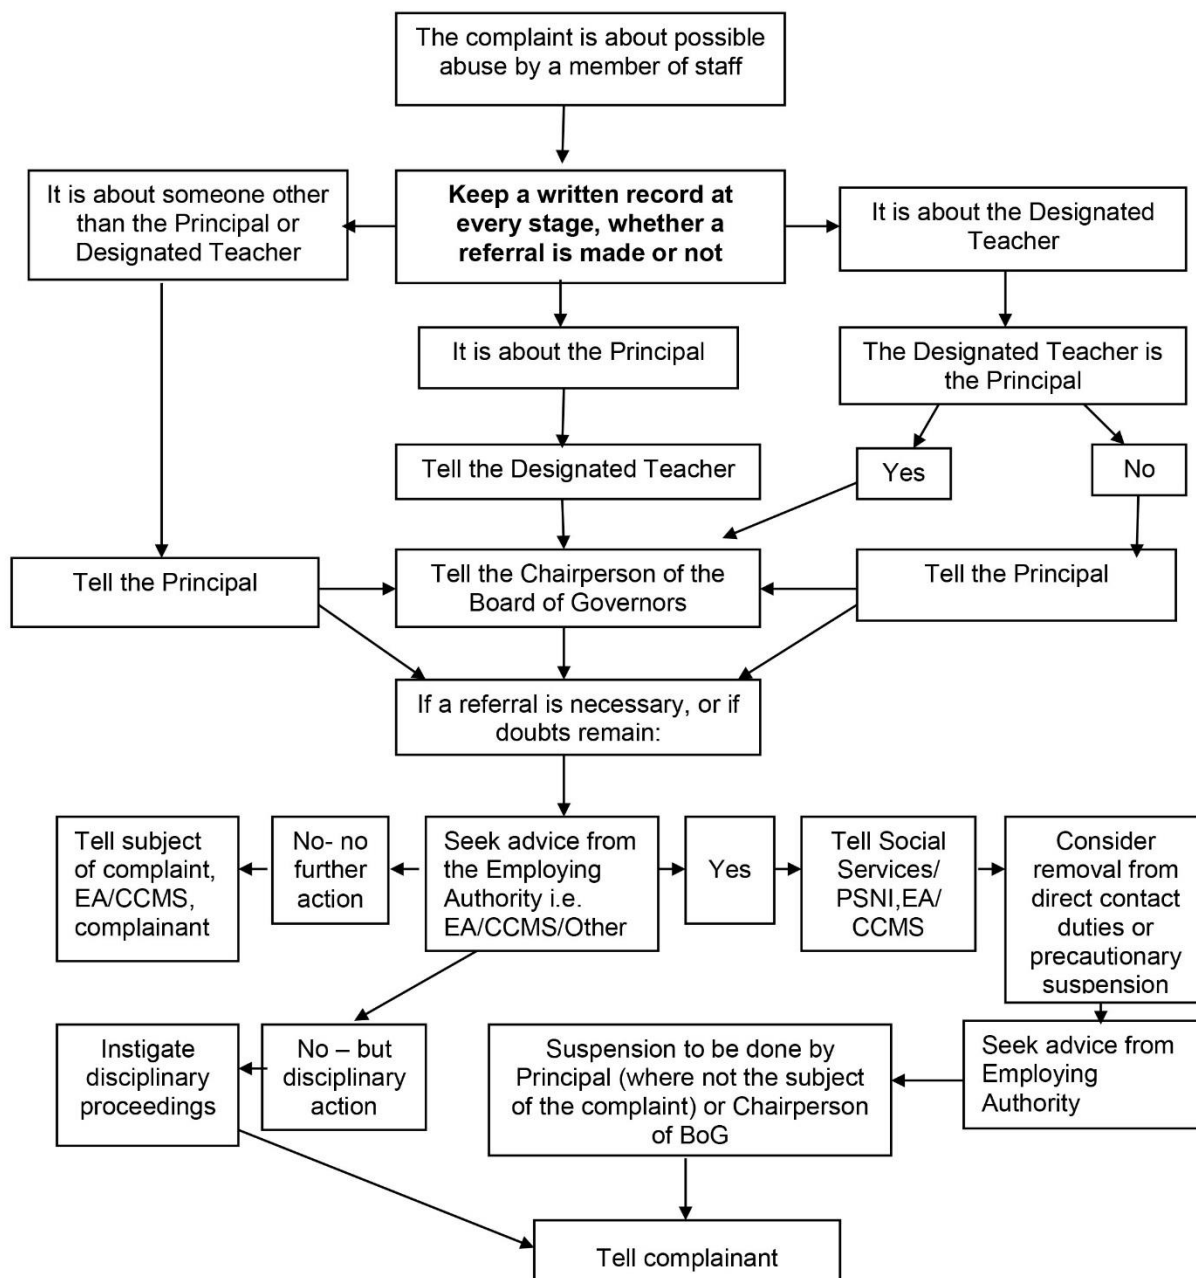 The complaint is about possible
abuse by a member of staff
It is about someone other
than the Principal or
Designated Teacher
Keep a written record at
every stage, whether a
referral is made or not
It is about the Designated
Teacher
It is about the Principal
The Designated Teacher is
the Principal
Tell the Designated Teacher
Yes
No
Tell the Principal
Tell the Chairperson of the
Board of Governors
Tell the Principal
If a referral is necessary, or if
doubts remain:
Tell subject
of complaint,
EA/CCMS,
complainant
No- no
further
action
Seek advice from
the Employing
Authority i.e.
EA/CCMS/Other
Yes
Tell Social
Services/
PSNI,EA/
CCMS
Consider
removal from
direct contact
duties or
precautionary
suspension
Instigate
disciplinary
proceedings
No – but
disciplinary
action
Suspension to be done by
Principal (where not the subject
of the complaint) or Chairperson
of BoG
Seek advice from
Employing
Authority
Tell complainant